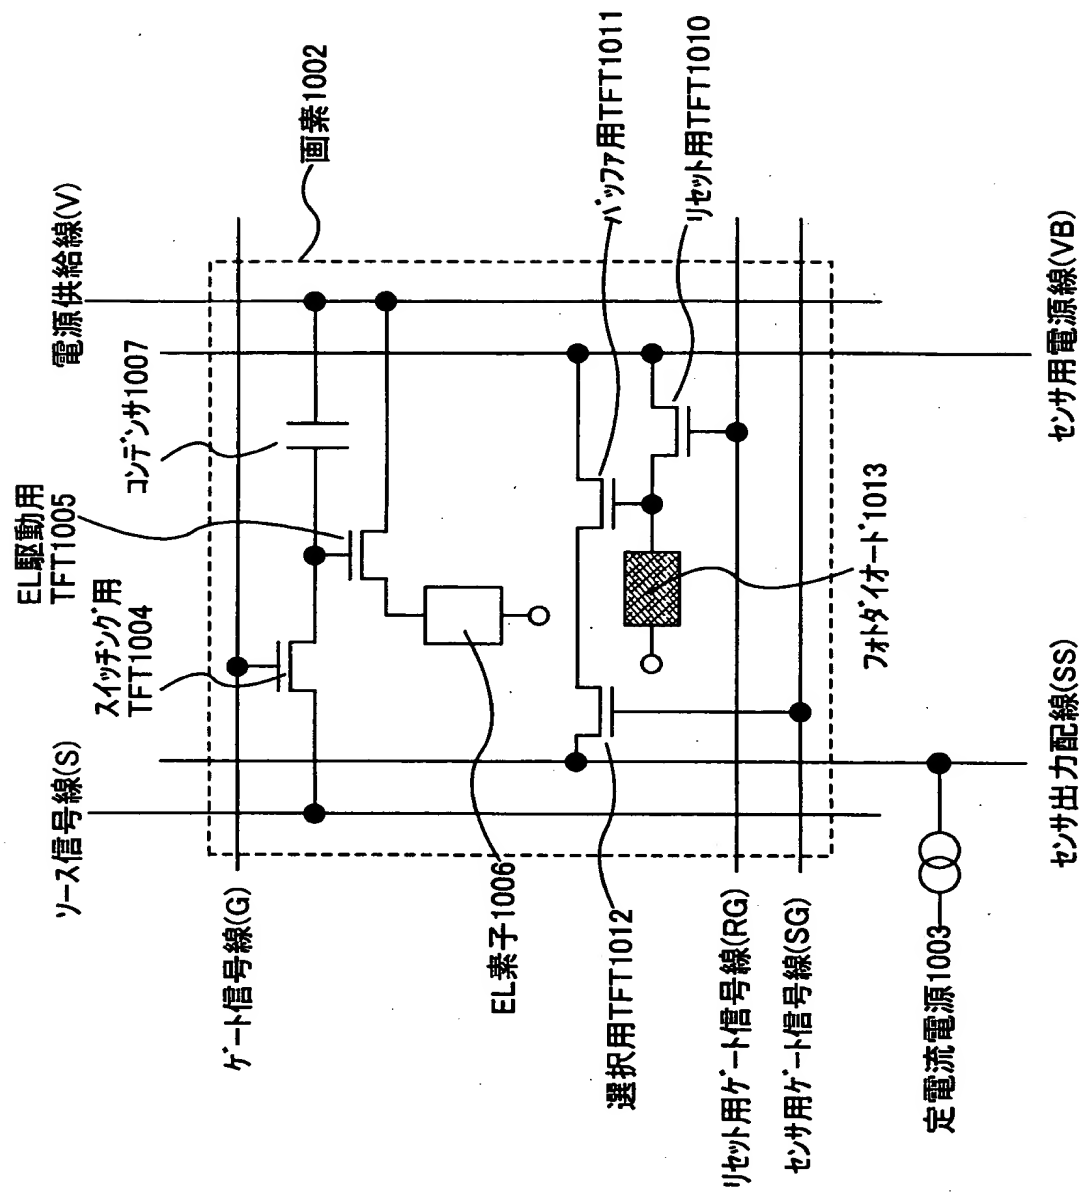 電源供給線(V)
画素1002
コンデンサ1007
EL駆動用
TFT1005
スイッチング用
TFT1004
ソース信号線(S)
ゲート信号線(G)
バッファ用TFT1011
リセット用TFT1010
EL素子1006
フォトダイオード1013
選択用TFT1012
リセット用ゲート信号線(RG)
センサ用ゲート信号線(SG)
定電流電源1003
センサ出力配線(SS)
センサ用電源線(VB)